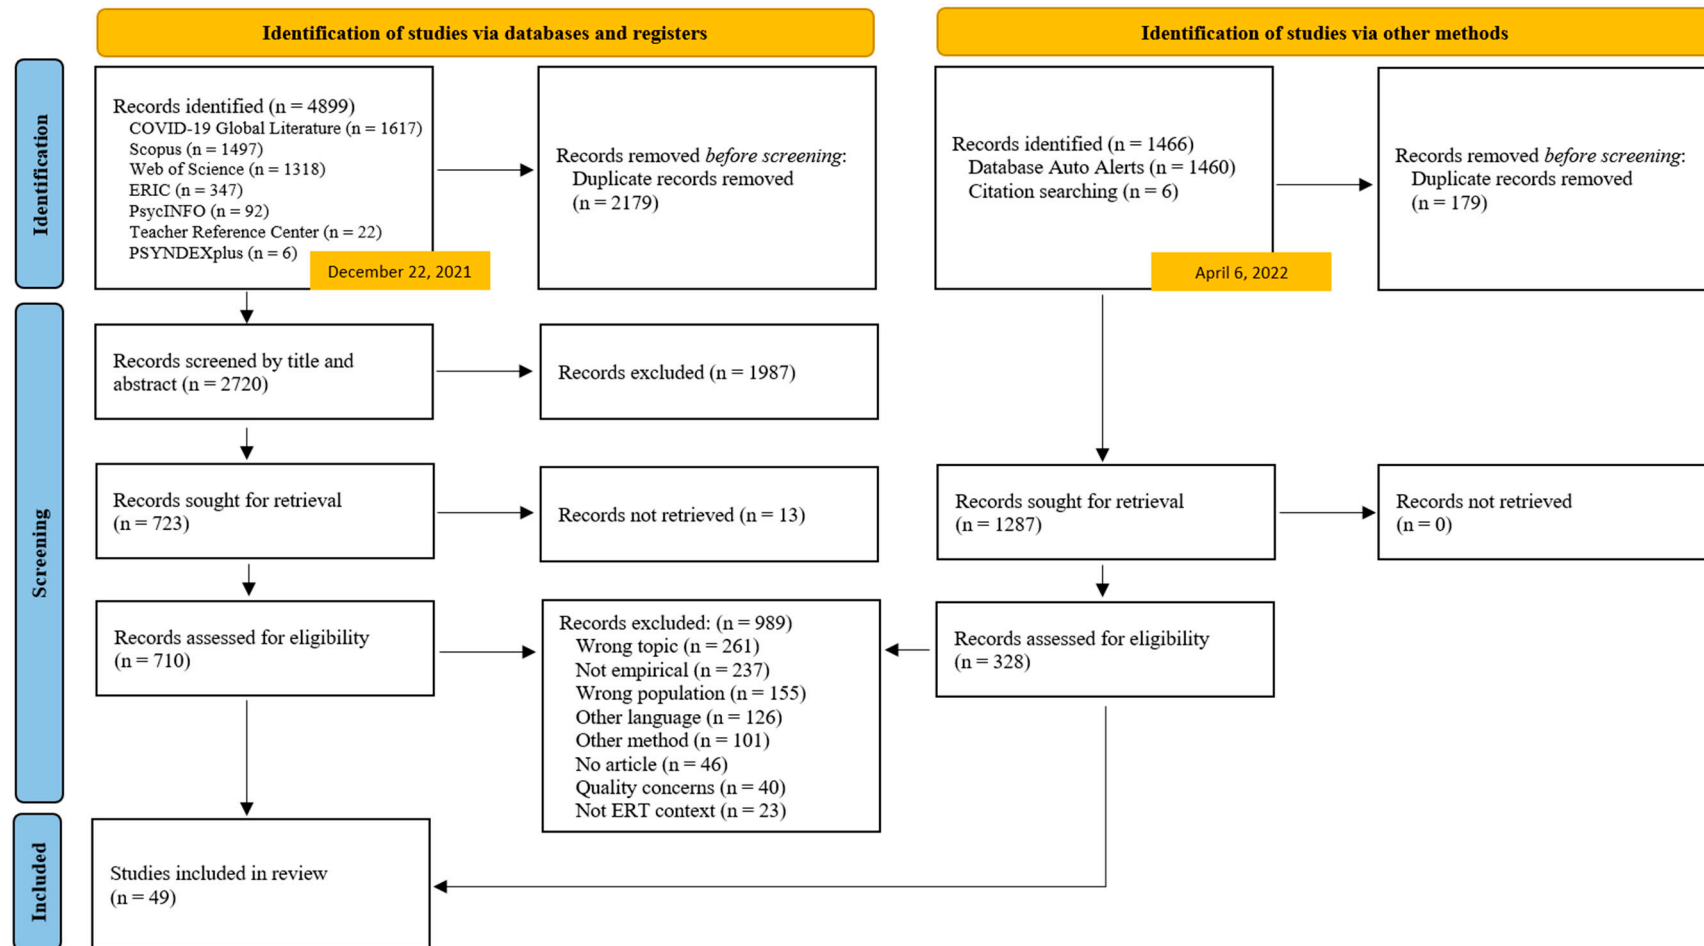 Identification of studies via databases and registers
Identification of studies via other methods
Identification
Records identified (n = 4899)
COVID-19 Global Literature (n = 1617)
Scopus (n = 1497)
Web of Science (n = 1318)
ERIC (n = 347)
PsycINFO (n = 92)
Teacher Reference Center (n = 22)
PSYNDEXplus (n = 6)
December 22, 2021
Records removed before screening:
Duplicate records removed
(n = 2179)
Records identified (n = 1466)
Database Auto Alerts (n = 1460)
Citation searching (n = 6)
April 6, 2022
Records removed before screening:
Duplicate records removed
(n = 179)
Screening
Records screened by title and
abstract (n = 2720)
Records excluded (n = 1987)
Records sought for retrieval
(n = 723)
Records not retrieved (n = 13)
Records sought for retrieval
(n = 1287)
Records not retrieved
(n = 0)
Records assessed for eligibility
(n = 710)
Records excluded: (n = 989)
Wrong topic (n = 261)
Not empirical (n = 237)
Wrong population (n = 155)
Other language (n = 126)
Other method (n = 101)
No article (n = 46)
Quality concerns (n = 40)
Not ERT context (n = 23)
Records assessed for eligibility
(n = 328)
Included
Studies included in review
(n = 49)